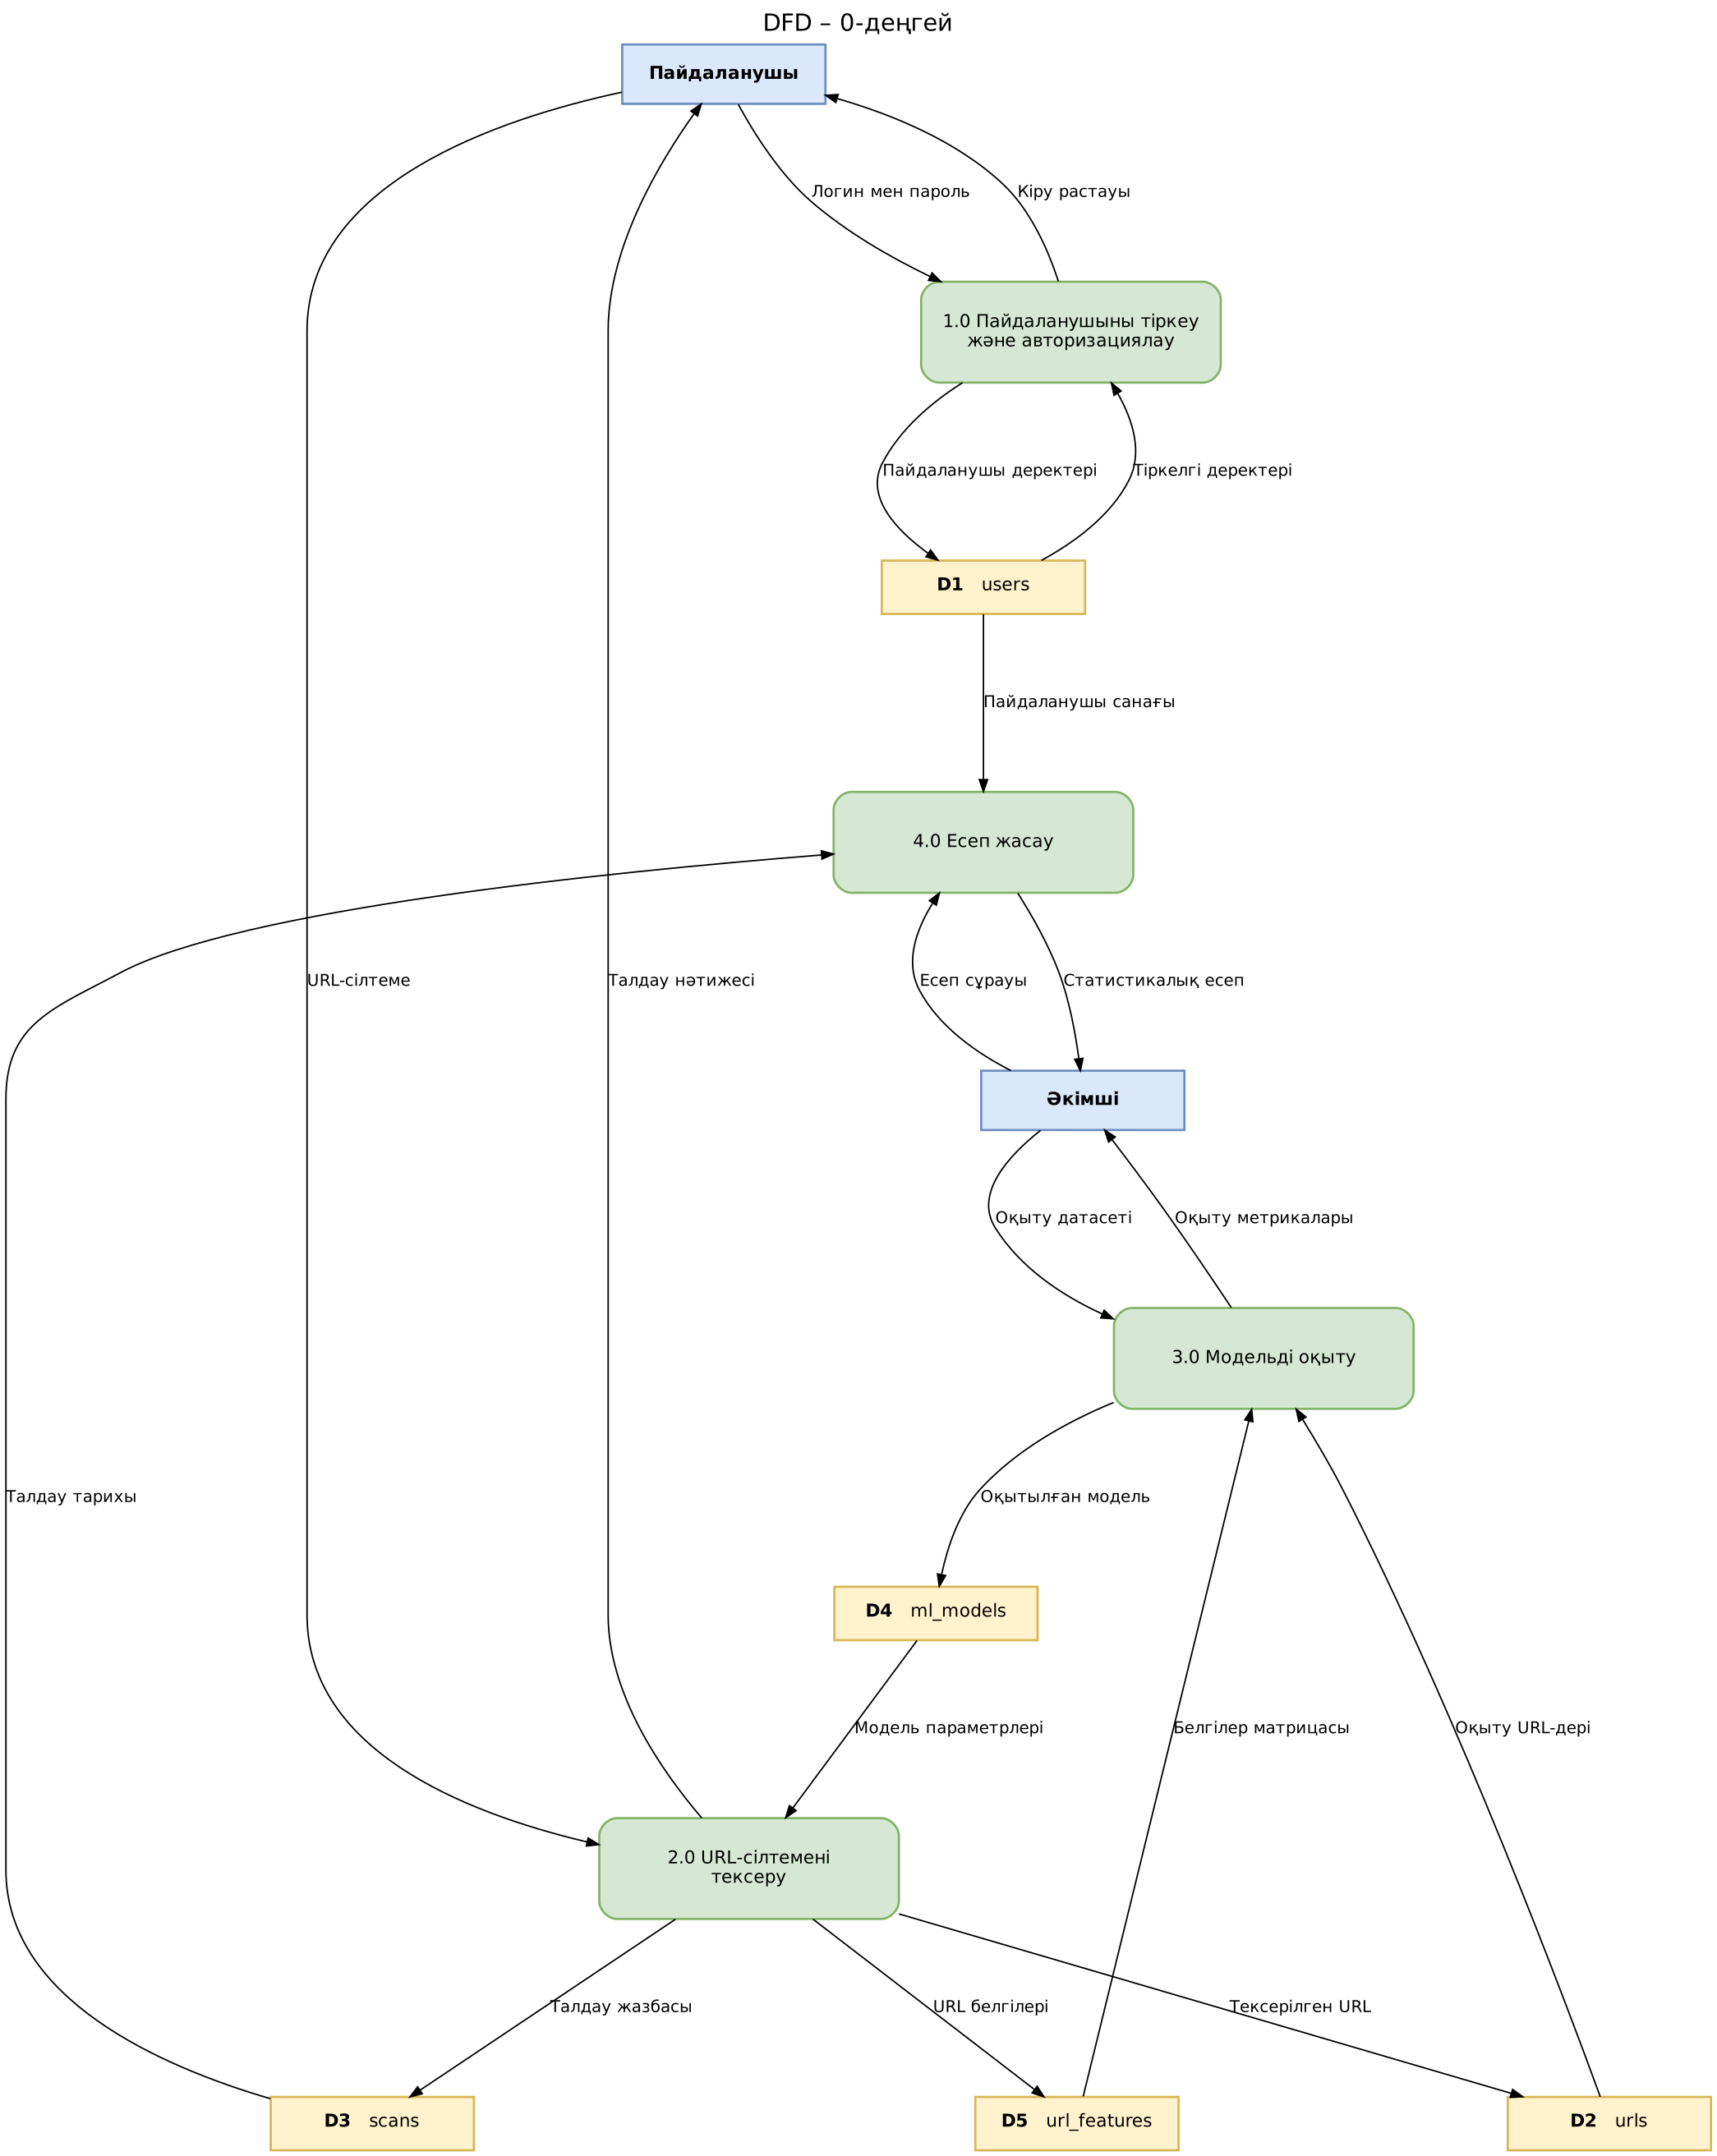 DFD – 0-деңгей
Пайдаланушы
Логин мен пароль
Кіру растауы
1.0 Пайдаланушыны тіркеу
және авторизациялау
Пайдаланушы деректері
Тіркелгі деректері
D1 users
Пайдаланушы санағы
4.0 Есеп жасау
URL-сілтеме
Талдау нәтижесі
Есеп сұрауы
Статистикалық есеп
Әкімші
Оқыту датасеті
Оқыту метрикалары
3.0 Модельді оқыту
Талдау тарихы
Оқытылған модель
D4 ml_models
Модель параметрлері
Белгілер матрицасы
Оқыту URL-дері
2.0 URL-сілтемені
тексеру
Талдау жазбасы
URL белгілері
Тексерілген URL
D3 scans
D5 url_features
D2 urls